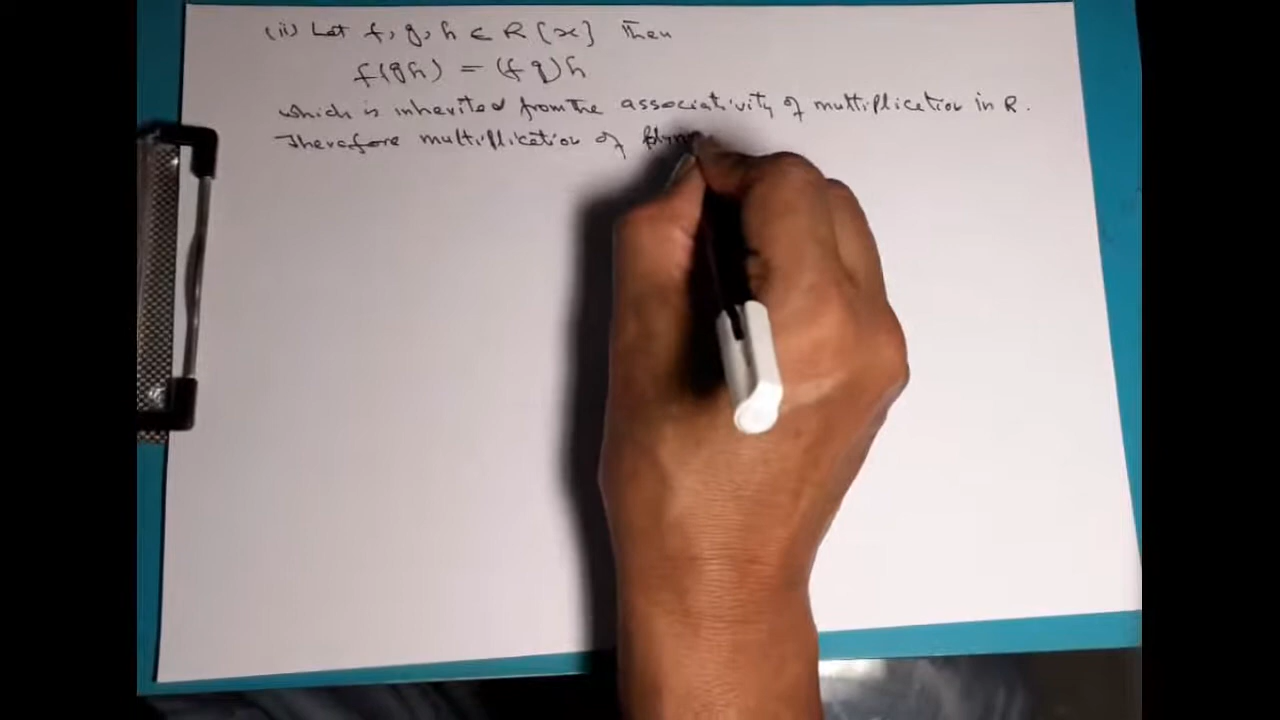 (ii) Let f, g, h ∈ R[x] Then
f(gh) = (fg)h
which is inherited from the associativity of multiplication in R.
Therefore multiplication of